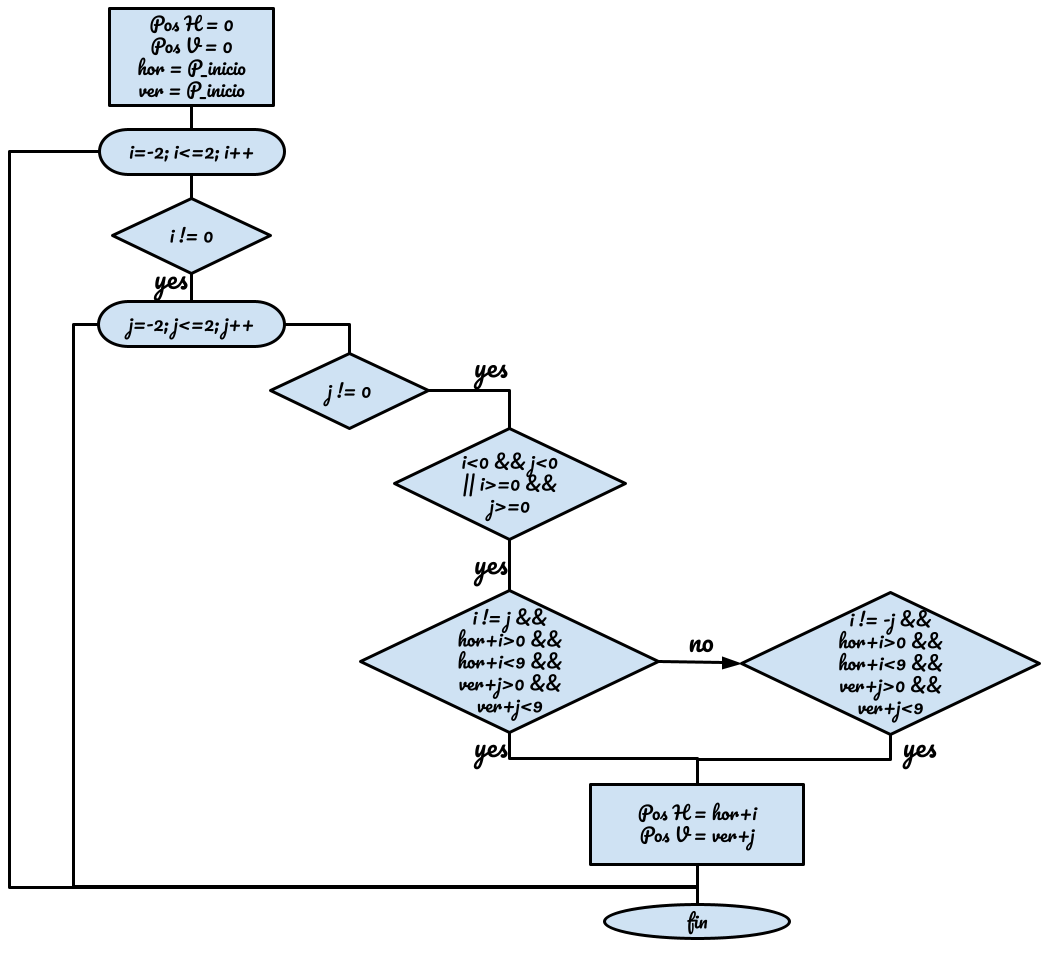 Pos H = 0
Pos V = 0
hor = P_inicio
ver = P_inicio
i=-2; i<=2; i++
i != 0
yes
j=-2; j<=2; j++
j != 0
yes
i<0 && j<0
|| i>=0 &&
j>=0
yes
i != j &&
hor+i>0 &&
hor+i<9 &&
ver+j>0 &&
ver+j<9
no
i != -j &&
hor+i>0 &&
hor+i<9 &&
ver+j>0 &&
ver+j<9
yes
yes
Pos H = hor+i
Pos V = ver+j
fin